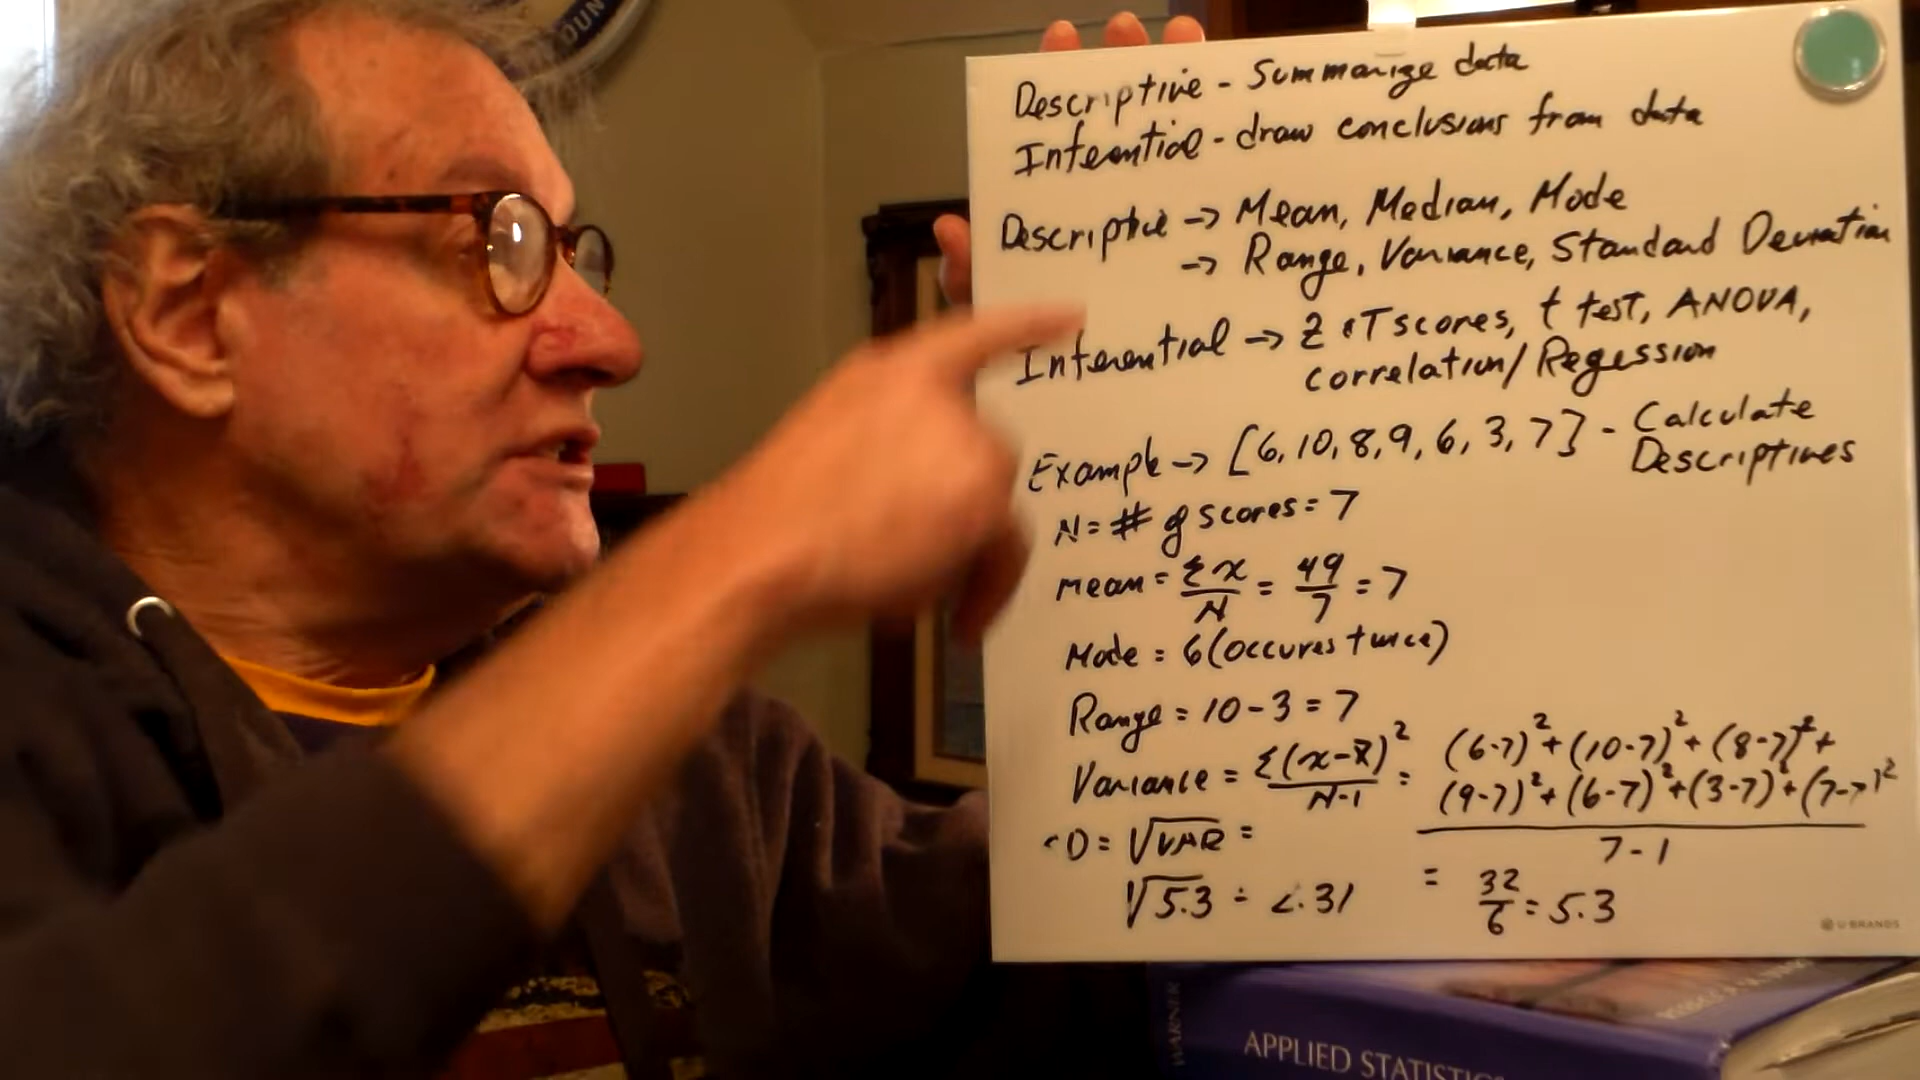 OUN
Descriptive - Summarize data
Inferential - draw conclusions from data
Descriptive -> Mean, Median, Mode
-> Range, Variance, Standard Deviation
Inferential -> Z & T scores, t test, ANOVA,
correlation/Regression
Example -> [6, 10, 8, 9, 6, 3, 7] - Calculate
Descriptives
N = # of scores = 7
mean = Σx/N = 49/7 = 7
Mode = 6 (occures twice)
Range = 10 - 3 = 7
Variance = Σ(x-x̄)²/N-1 = (6-7)² + (10-7)² + (8-7)² +
(9-7)² + (6-7)² + (3-7)² + (7-7)²
7-1
= 32/6 = 5.3
D = √VAR =
√5.3 = 2.31
U BRANDS
WARNER
APPLIED STATISTICS